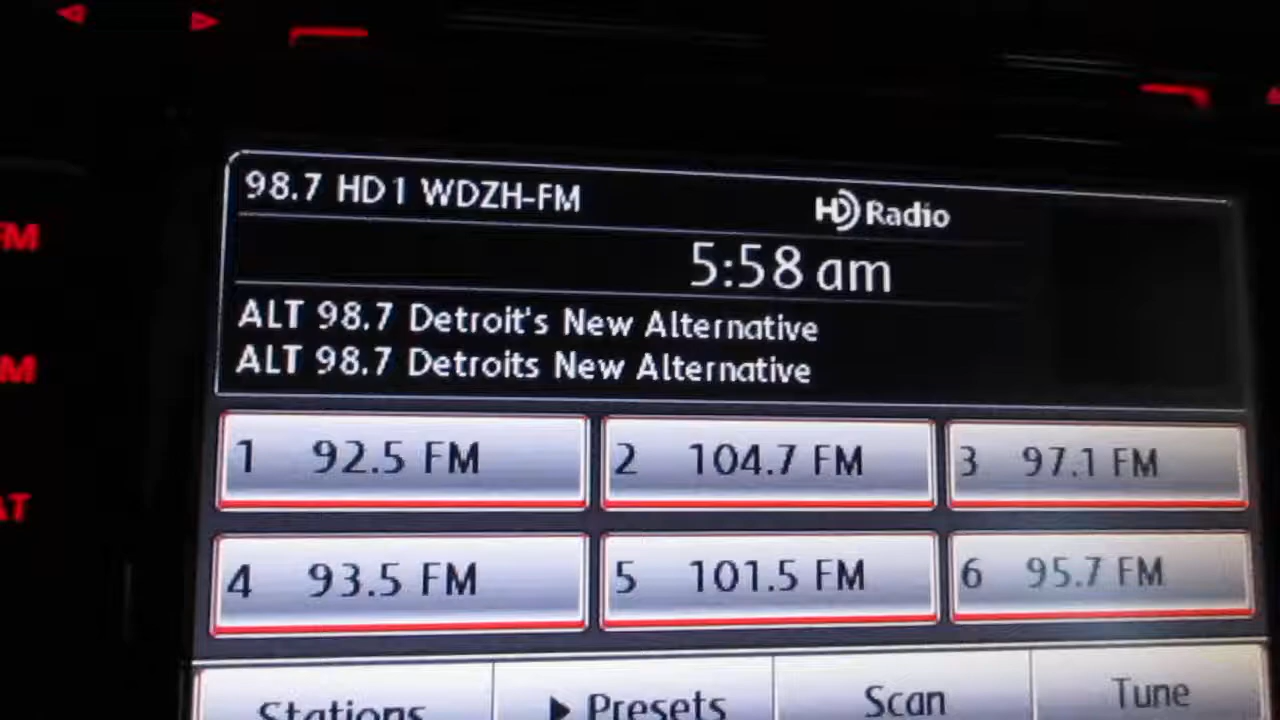 98.7 HD1 WDZH-FM
HD Radio
5:58 am
ALT 98.7 Detroit's New Alternative
ALT 98.7 Detroits New Alternative
1 92.5 FM
2 104.7 FM
3 97.1 FM
4 93.5 FM
5 101.5 FM
6 95.7 FM
Stations
Presets
Scan
Tune
FM